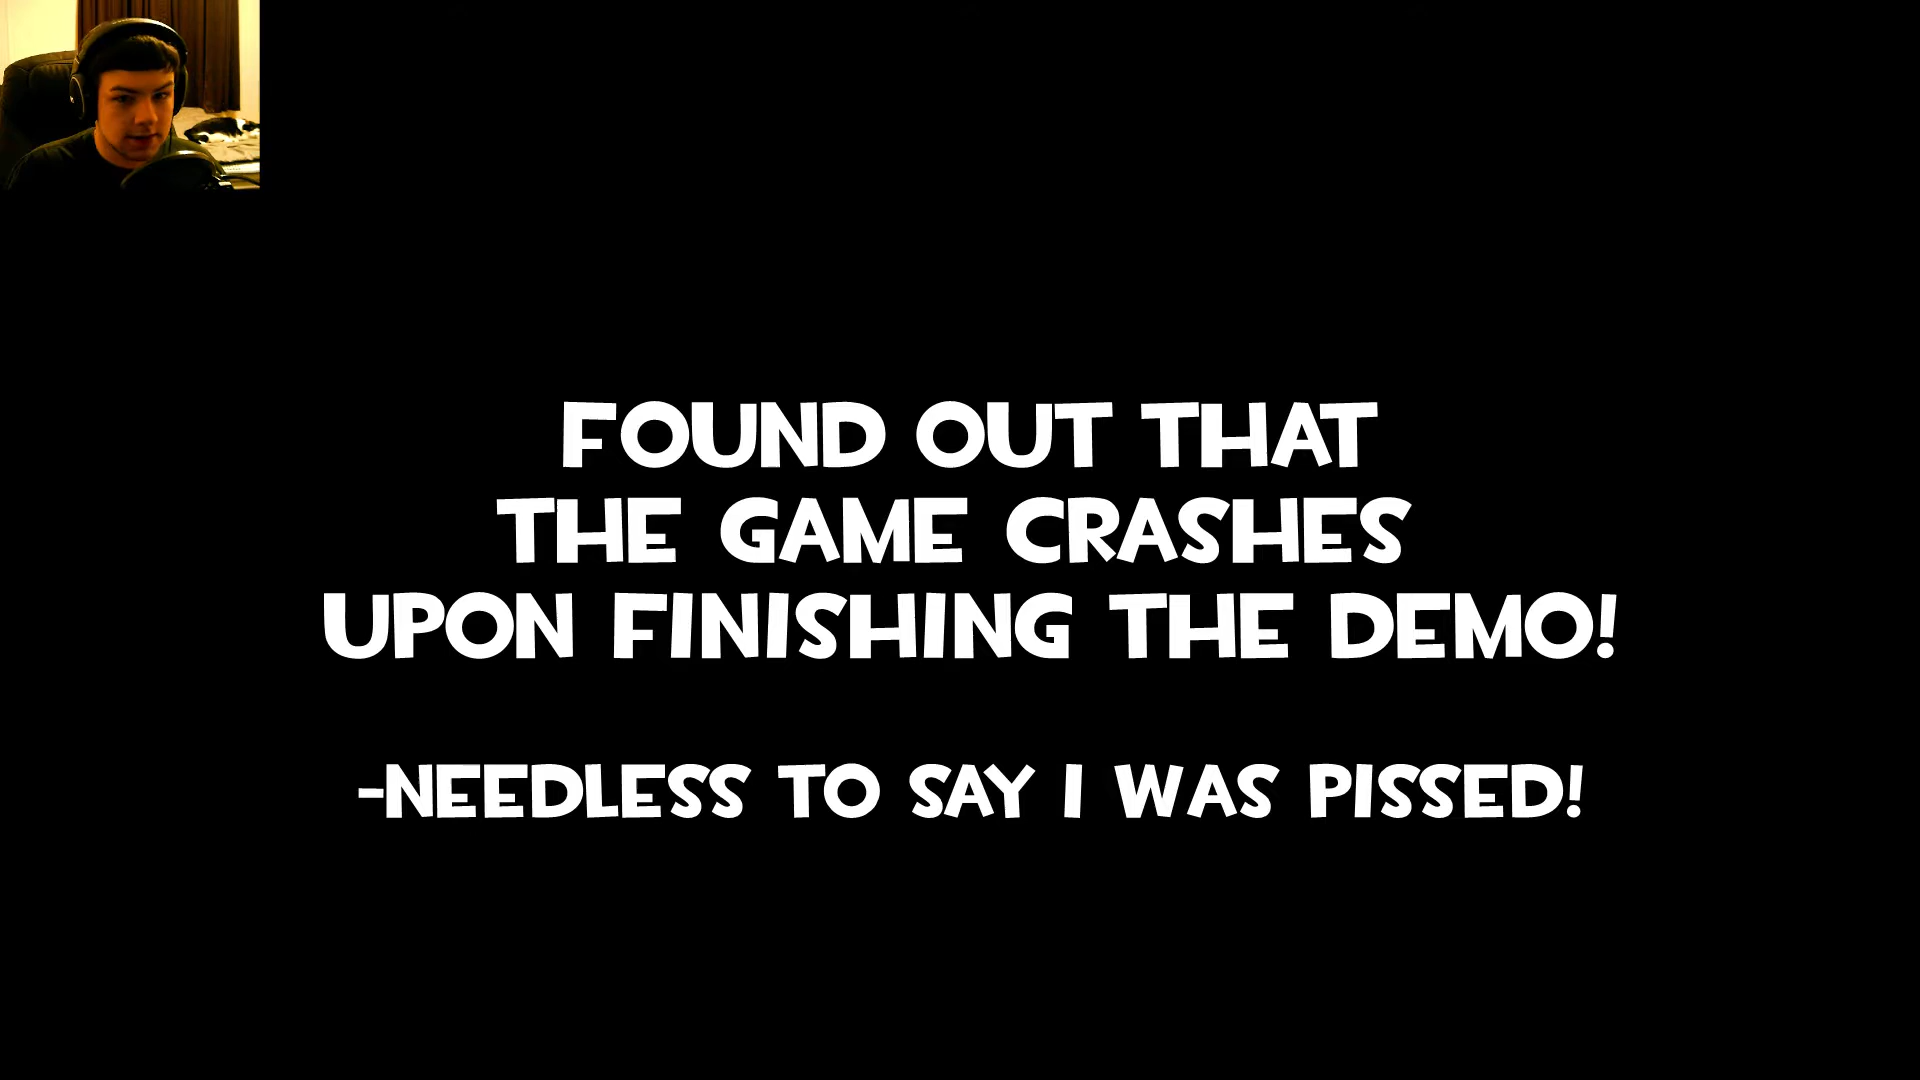 FOUND OUT THAT
THE GAME CRASHES
UPON FINISHING THE DEMO!
-NEEDLESS TO SAY I WAS PISSED!